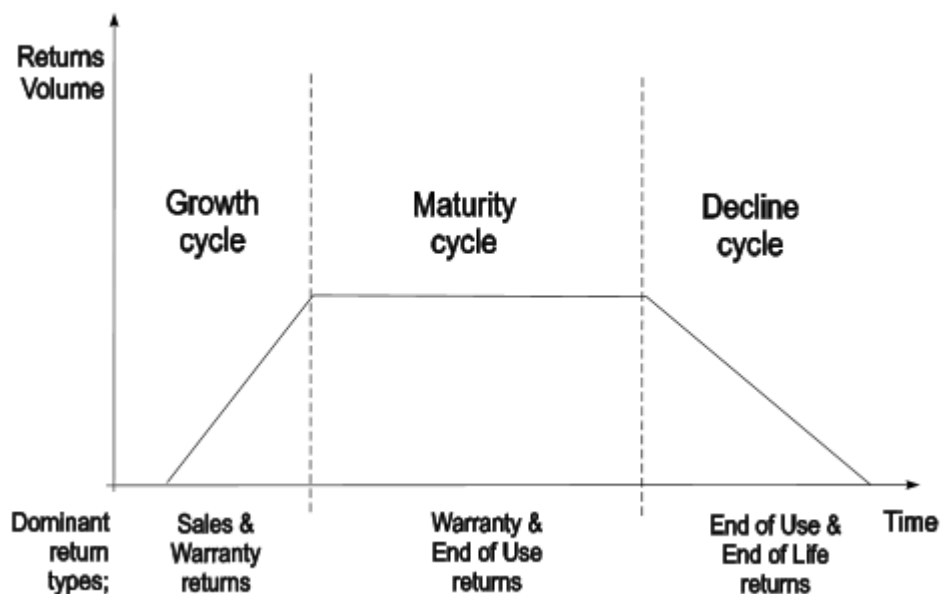 Returns
Volume
Growth
cycle
Maturity
cycle
Decline
cycle
Dominant
return
types;
Sales &
Warranty
returns
Warranty &
End of Use
returns
End of Use &
End of Life
returns
Time